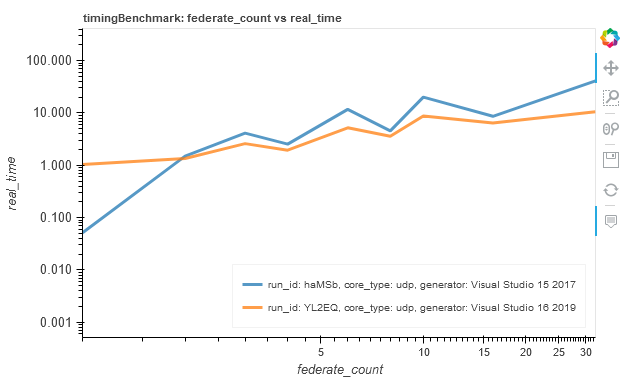 timingBenchmark: federate_count vs real_time
100.000
10.000
1.000
0.100
0.010
0.001
real_time
run_id: haMSb, core_type: udp, generator: Visual Studio 15 2017
run_id: YL2EQ, core_type: udp, generator: Visual Studio 16 2019
5 10 15 20 25 30
federate_count